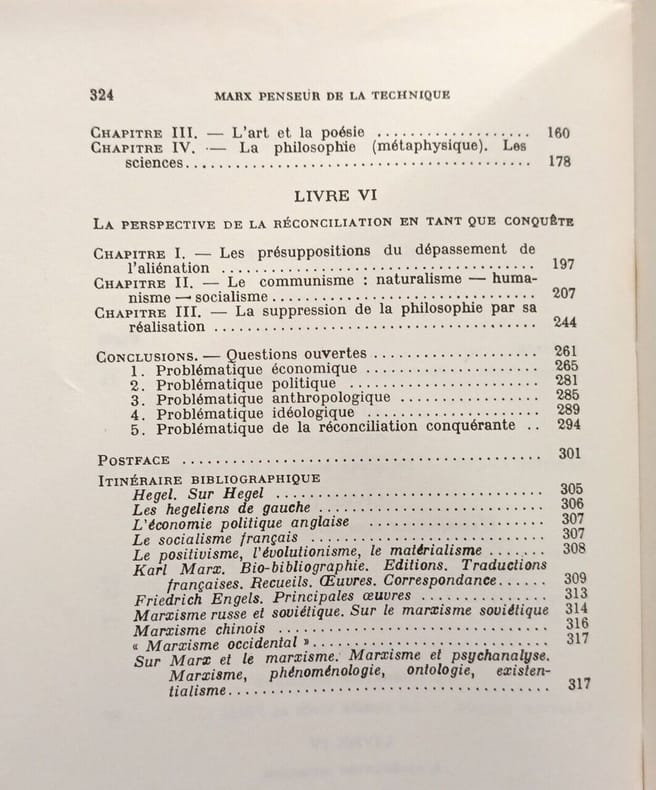 324 MARX PENSEUR DE LA TECHNIQUE
CHAPITRE III. — L'art et la poésie .................. 160
CHAPITRE IV. — La philosophie (métaphysique). Les
sciences.......................................... 178
LIVRE VI
LA PERSPECTIVE DE LA RÉCONCILIATION EN TANT QUE CONQUÊTE
CHAPITRE I. — Les présuppositions du dépassement de
l'aliénation ...................................... 197
CHAPITRE II. — Le communisme : naturalisme — huma-
nisme — socialisme................................ 207
CHAPITRE III. — La suppression de la philosophie par sa
réalisation ....................................... 244
CONCLUSIONS. — Questions ouvertes .................... 261
1. Problématique économique ...................... 265
2. Problématique politique ........................ 281
3. Problématique anthropologique ................. 285
4. Problématique idéologique ..................... 289
5. Problématique de la réconciliation conquérante .. 294
POSTFACE ............................................ 301
ITINÉRAIRE BIBLIOGRAPHIQUE
Hegel. Sur Hegel ................................. 305
Les hegeliens de gauche ............................ 306
L'économie politique anglaise ...................... 307
Le socialisme français ............................. 307
Le positivisme, l'évolutionisme, le matérialisme ....... 308
Karl Marx. Bio-bibliographie. Editions. Traductions
françaises. Recueils. Œuvres. Correspondance...... 309
Friedrich Engels. Principales œuvres ................ 313
Marxisme russe et soviétique. Sur le marxisme soviétique 314
Marxisme chinois .................................. 316
« Marxisme occidental »............................. 317
Sur Marx et le marxisme. Marxisme et psychanalyse.
Marxisme, phénoménologie, ontologie, existen-
tialisme........................................ 317